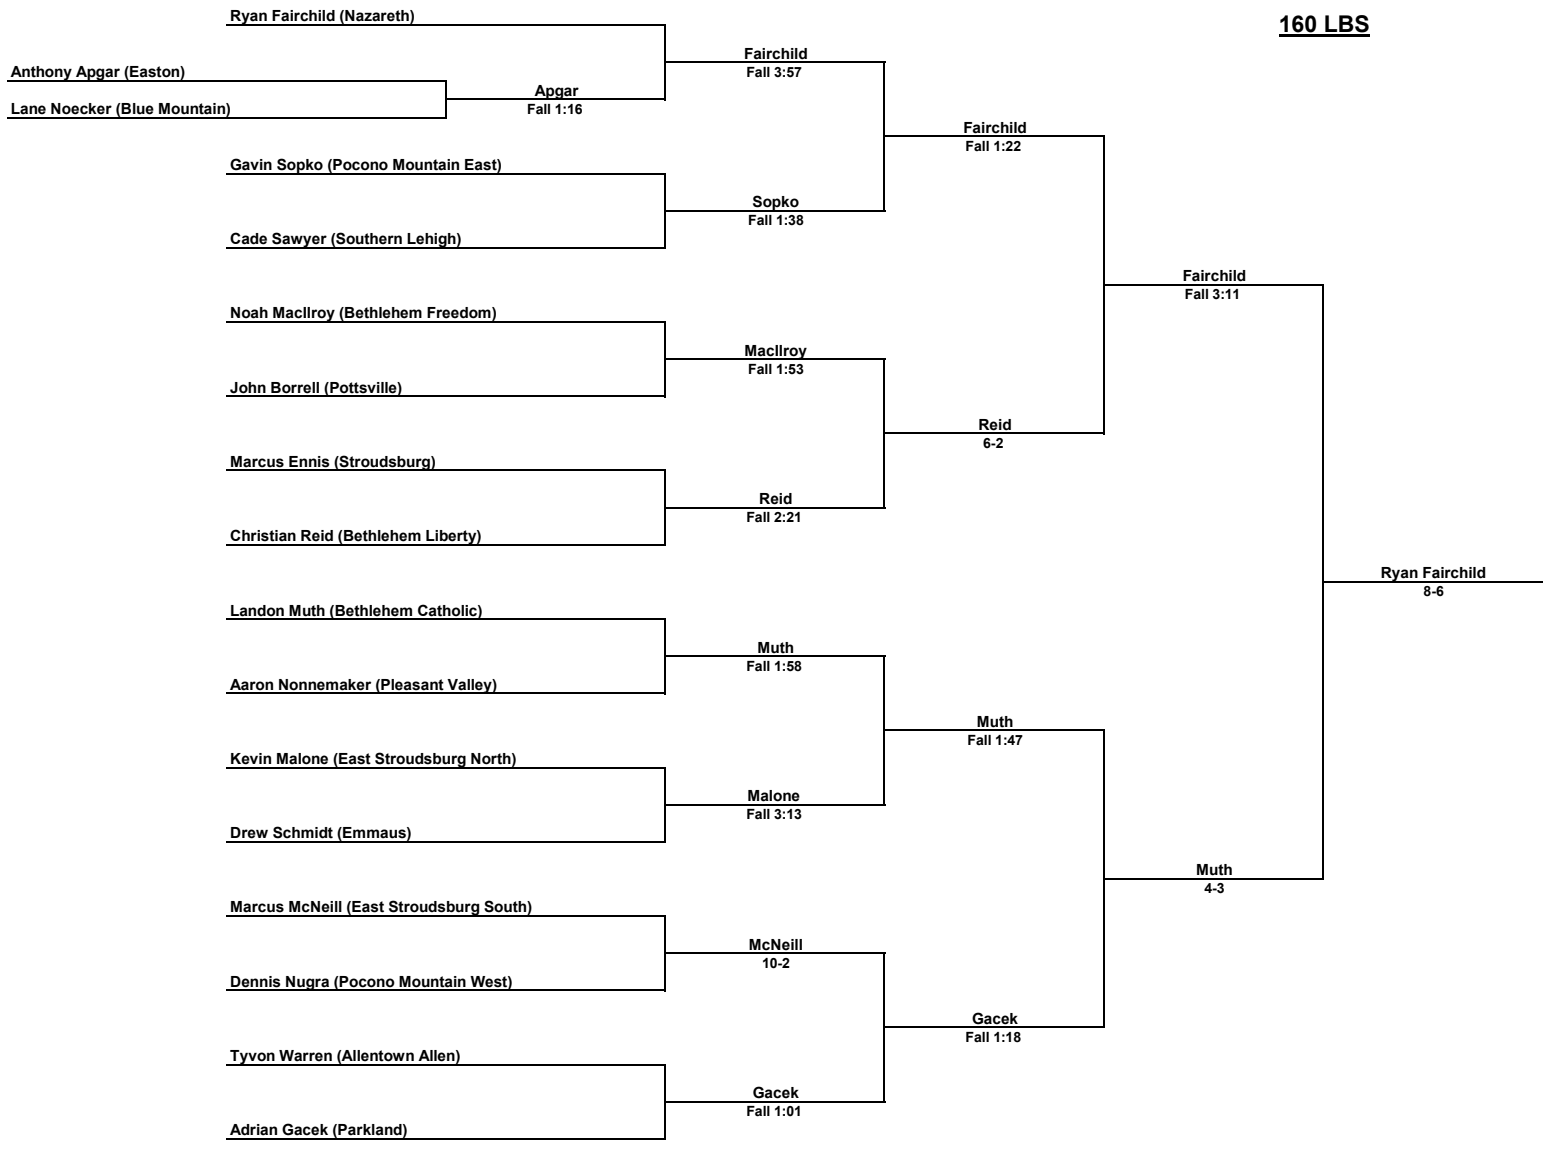 Ryan Fairchild (Nazareth)
160 LBS
Fairchild
Fall 3:57
Anthony Apgar (Easton)
Apgar
Fall 1:16
Lane Noecker (Blue Mountain)
Fairchild
Fall 1:22
Gavin Sopko (Pocono Mountain East)
Sopko
Fall 1:38
Cade Sawyer (Southern Lehigh)
Fairchild
Fall 3:11
Noah MacIlroy (Bethlehem Freedom)
MacIlroy
Fall 1:53
John Borrell (Pottsville)
Reid
6-2
Marcus Ennis (Stroudsburg)
Reid
Fall 2:21
Christian Reid (Bethlehem Liberty)
Ryan Fairchild
8-6
Landon Muth (Bethlehem Catholic)
Muth
Fall 1:58
Aaron Nonnemaker (Pleasant Valley)
Muth
Fall 1:47
Kevin Malone (East Stroudsburg North)
Malone
Fall 3:13
Drew Schmidt (Emmaus)
Muth
4-3
Marcus McNeill (East Stroudsburg South)
McNeill
10-2
Dennis Nugra (Pocono Mountain West)
Gacek
Fall 1:18
Tyvon Warren (Allentown Allen)
Gacek
Fall 1:01
Adrian Gacek (Parkland)